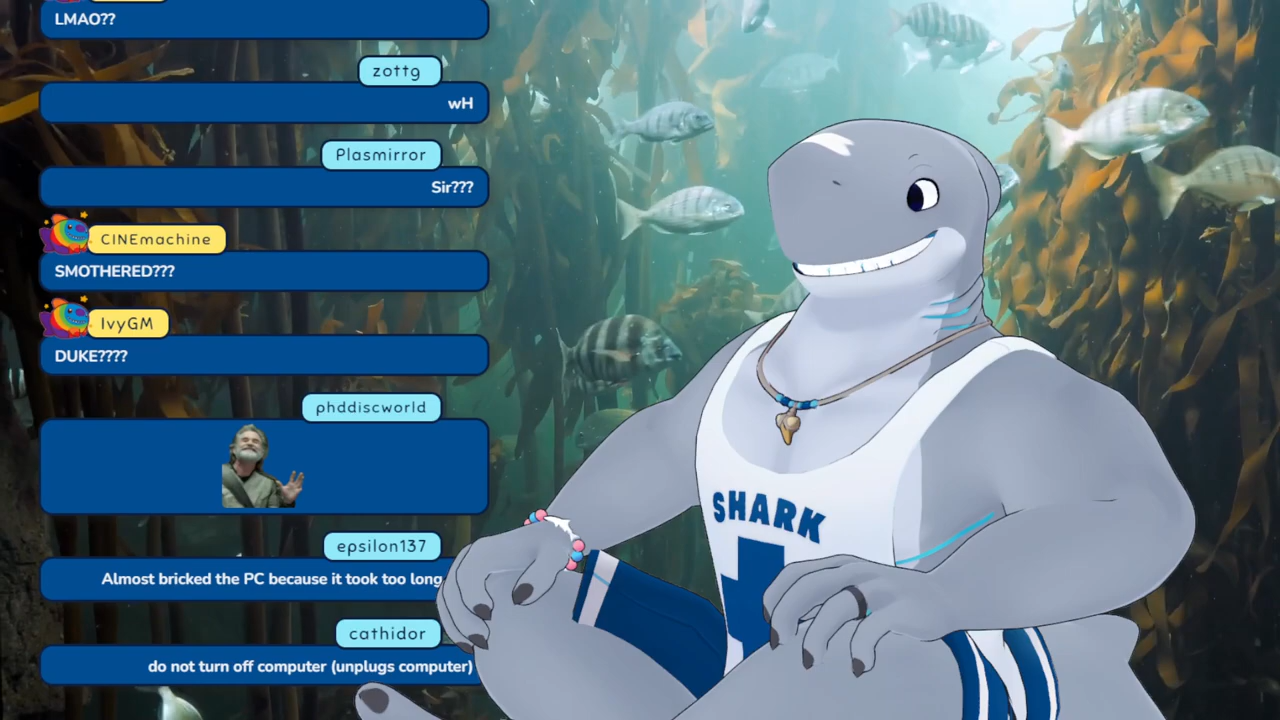 LMAO??
zottg
wH
Plasmirror
Sir???
CINEmachine
SMOTHERED???
IvyGM
DUKE????
phddiscworld
epsilon137
Almost bricked the PC because it took too long
cathidor
do not turn off computer (unplugs computer)
SHARK